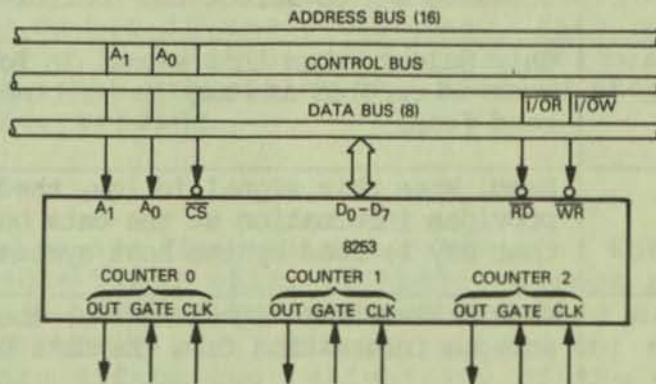 ADDRESS BUS (16)
A1 A0
CONTROL BUS
I/OR I/OW
DATA BUS (8)
A1 A0 CS D0–D7 RD WR
8253
COUNTER 0 COUNTER 1 COUNTER 2
OUT GATE CLK OUT GATE CLK OUT GATE CLK